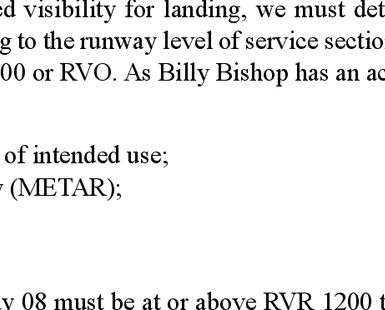 ed visibility for landing, we must det
g to the runway level of service sectio
00 or RVO. As Billy Bishop has an ac
of intended use;
y (METAR);
ay 08 must be at or above RVR 1200 t